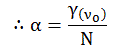 ∴ α = γ(ν₀) / N